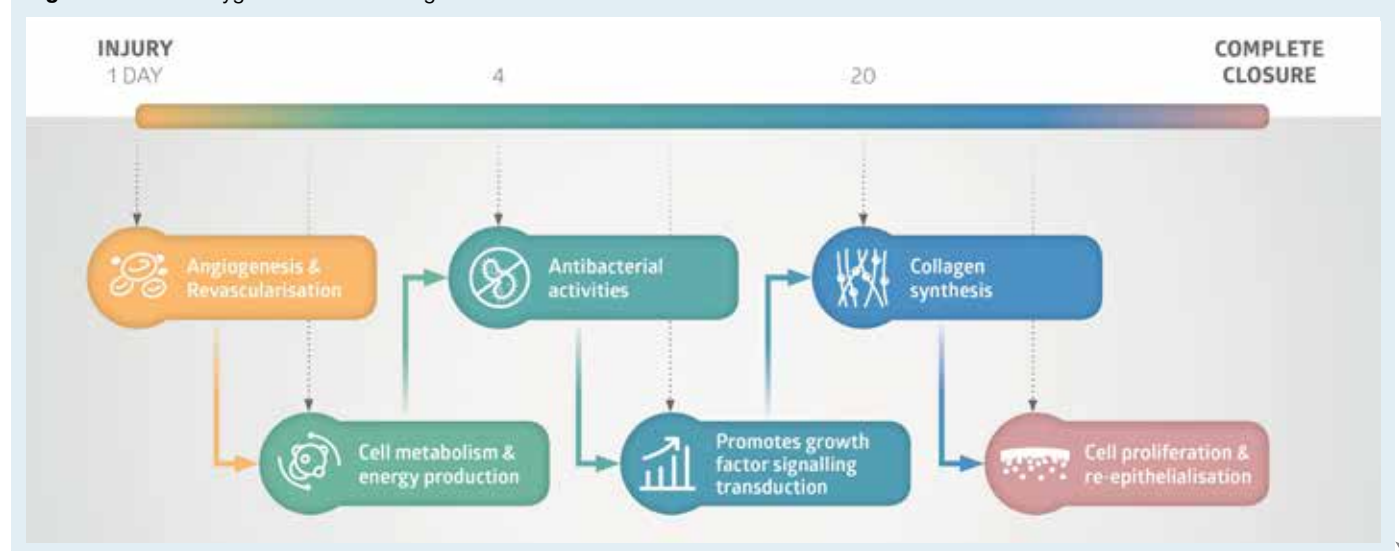 INJURY
1 DAY
4
20
COMPLETE
CLOSURE
Angiogenesis &
Revascularisation
Antibacterial
activities
Collagen
synthesis
Cell metabolism &
energy production
Promotes growth
factor signalling
transduction
Cell proliferation &
re-epithelialisation